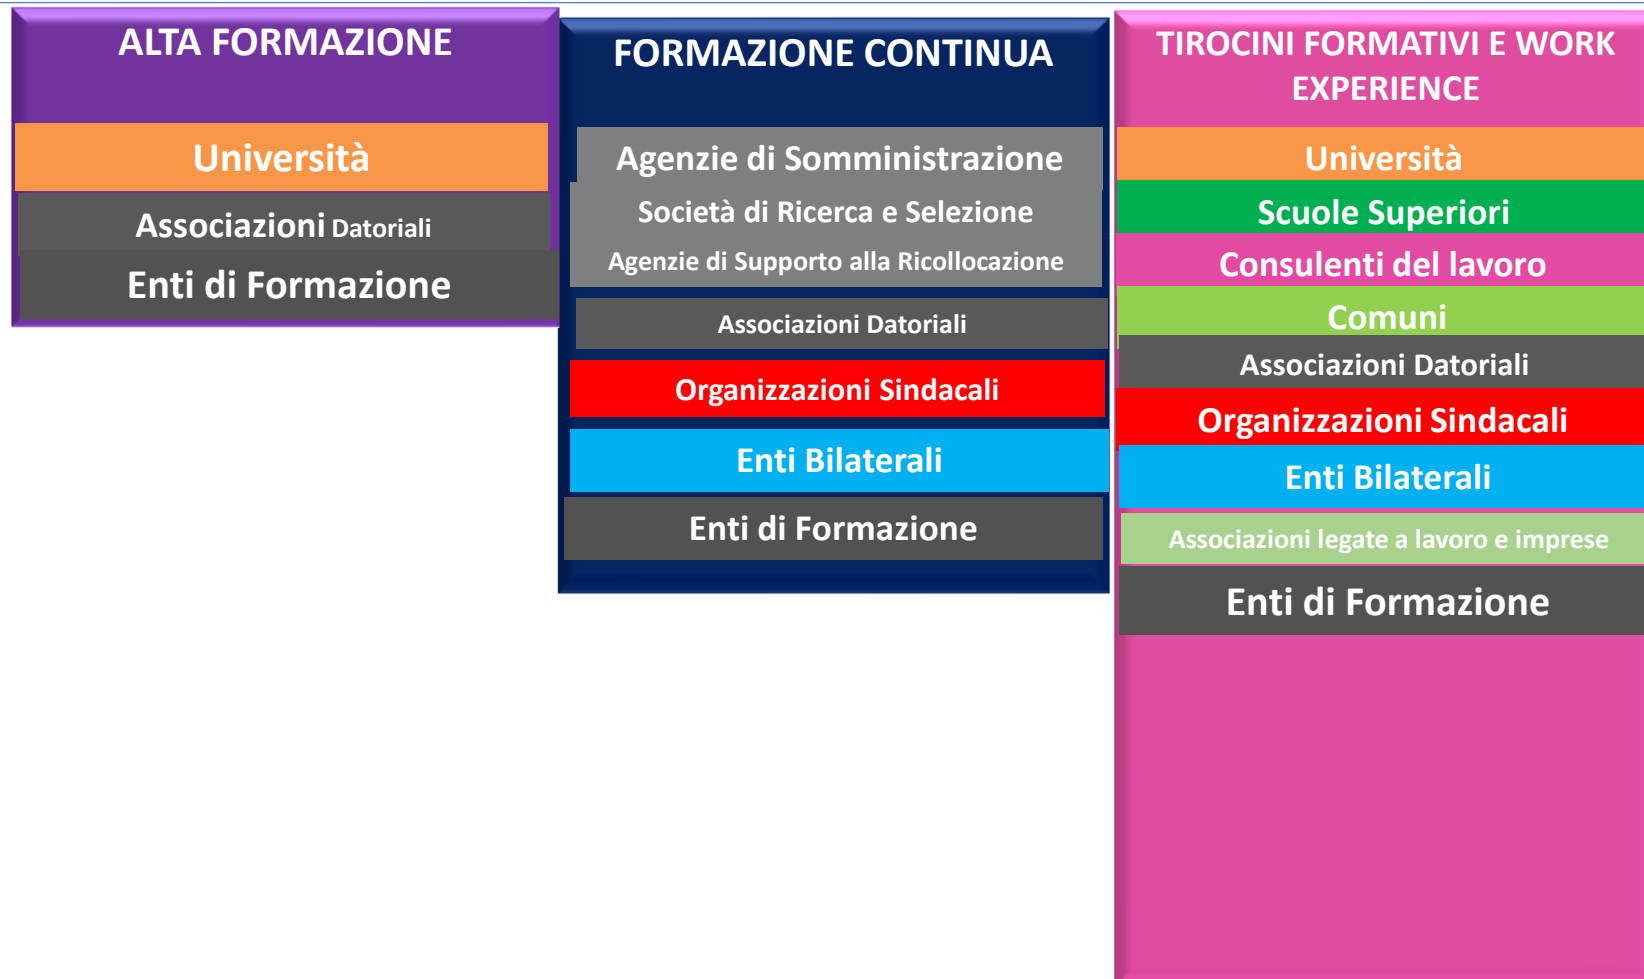 ALTA FORMAZIONE
Università
Associazioni Datoriali
Enti di Formazione
FORMAZIONE CONTINUA
Agenzie di Somministrazione
Società di Ricerca e Selezione
Agenzie di Supporto alla Ricollocazione
Associazioni Datoriali
Organizzazioni Sindacali
Enti Bilaterali
Enti di Formazione
TIROCINI FORMATIVI E WORK
EXPERIENCE
Università
Scuole Superiori
Consulenti del lavoro
Comuni
Associazioni Datoriali
Organizzazioni Sindacali
Enti Bilaterali
Associazioni legate a lavoro e imprese
Enti di Formazione